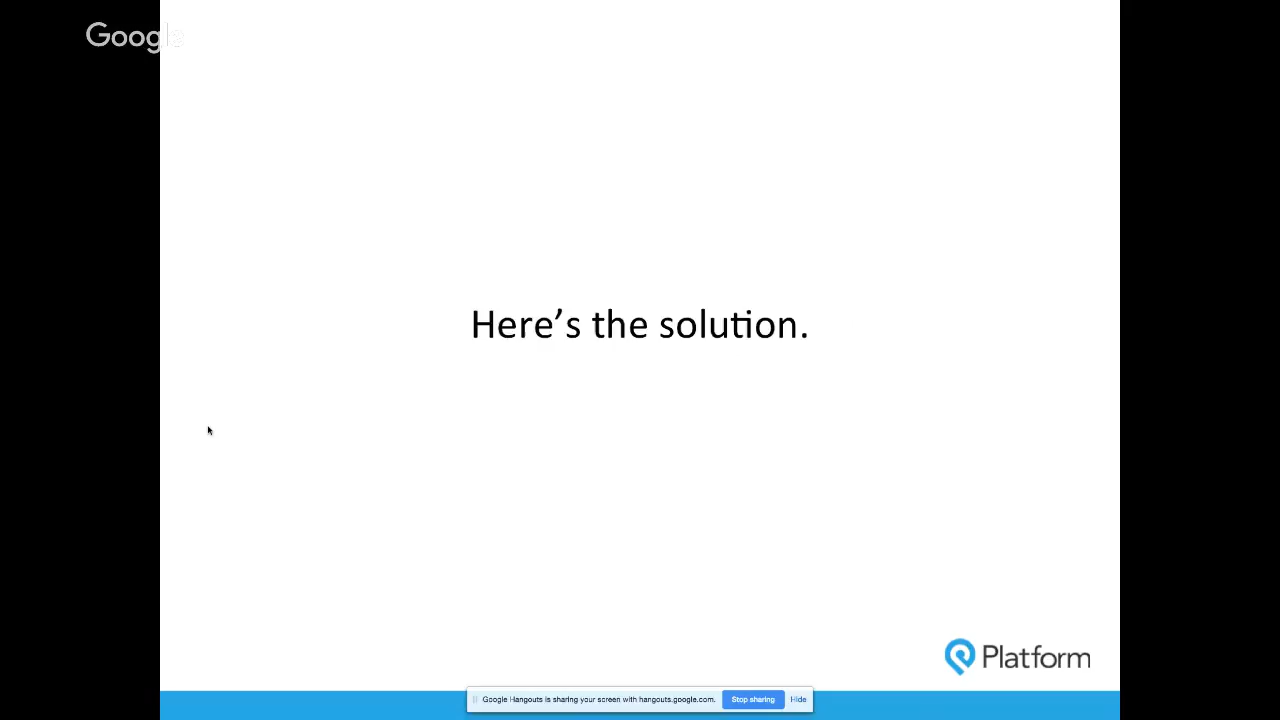 Google
Here's the solution.
Platform
Google Hangouts is sharing your screen with hangouts.google.com. Stop sharing Hide